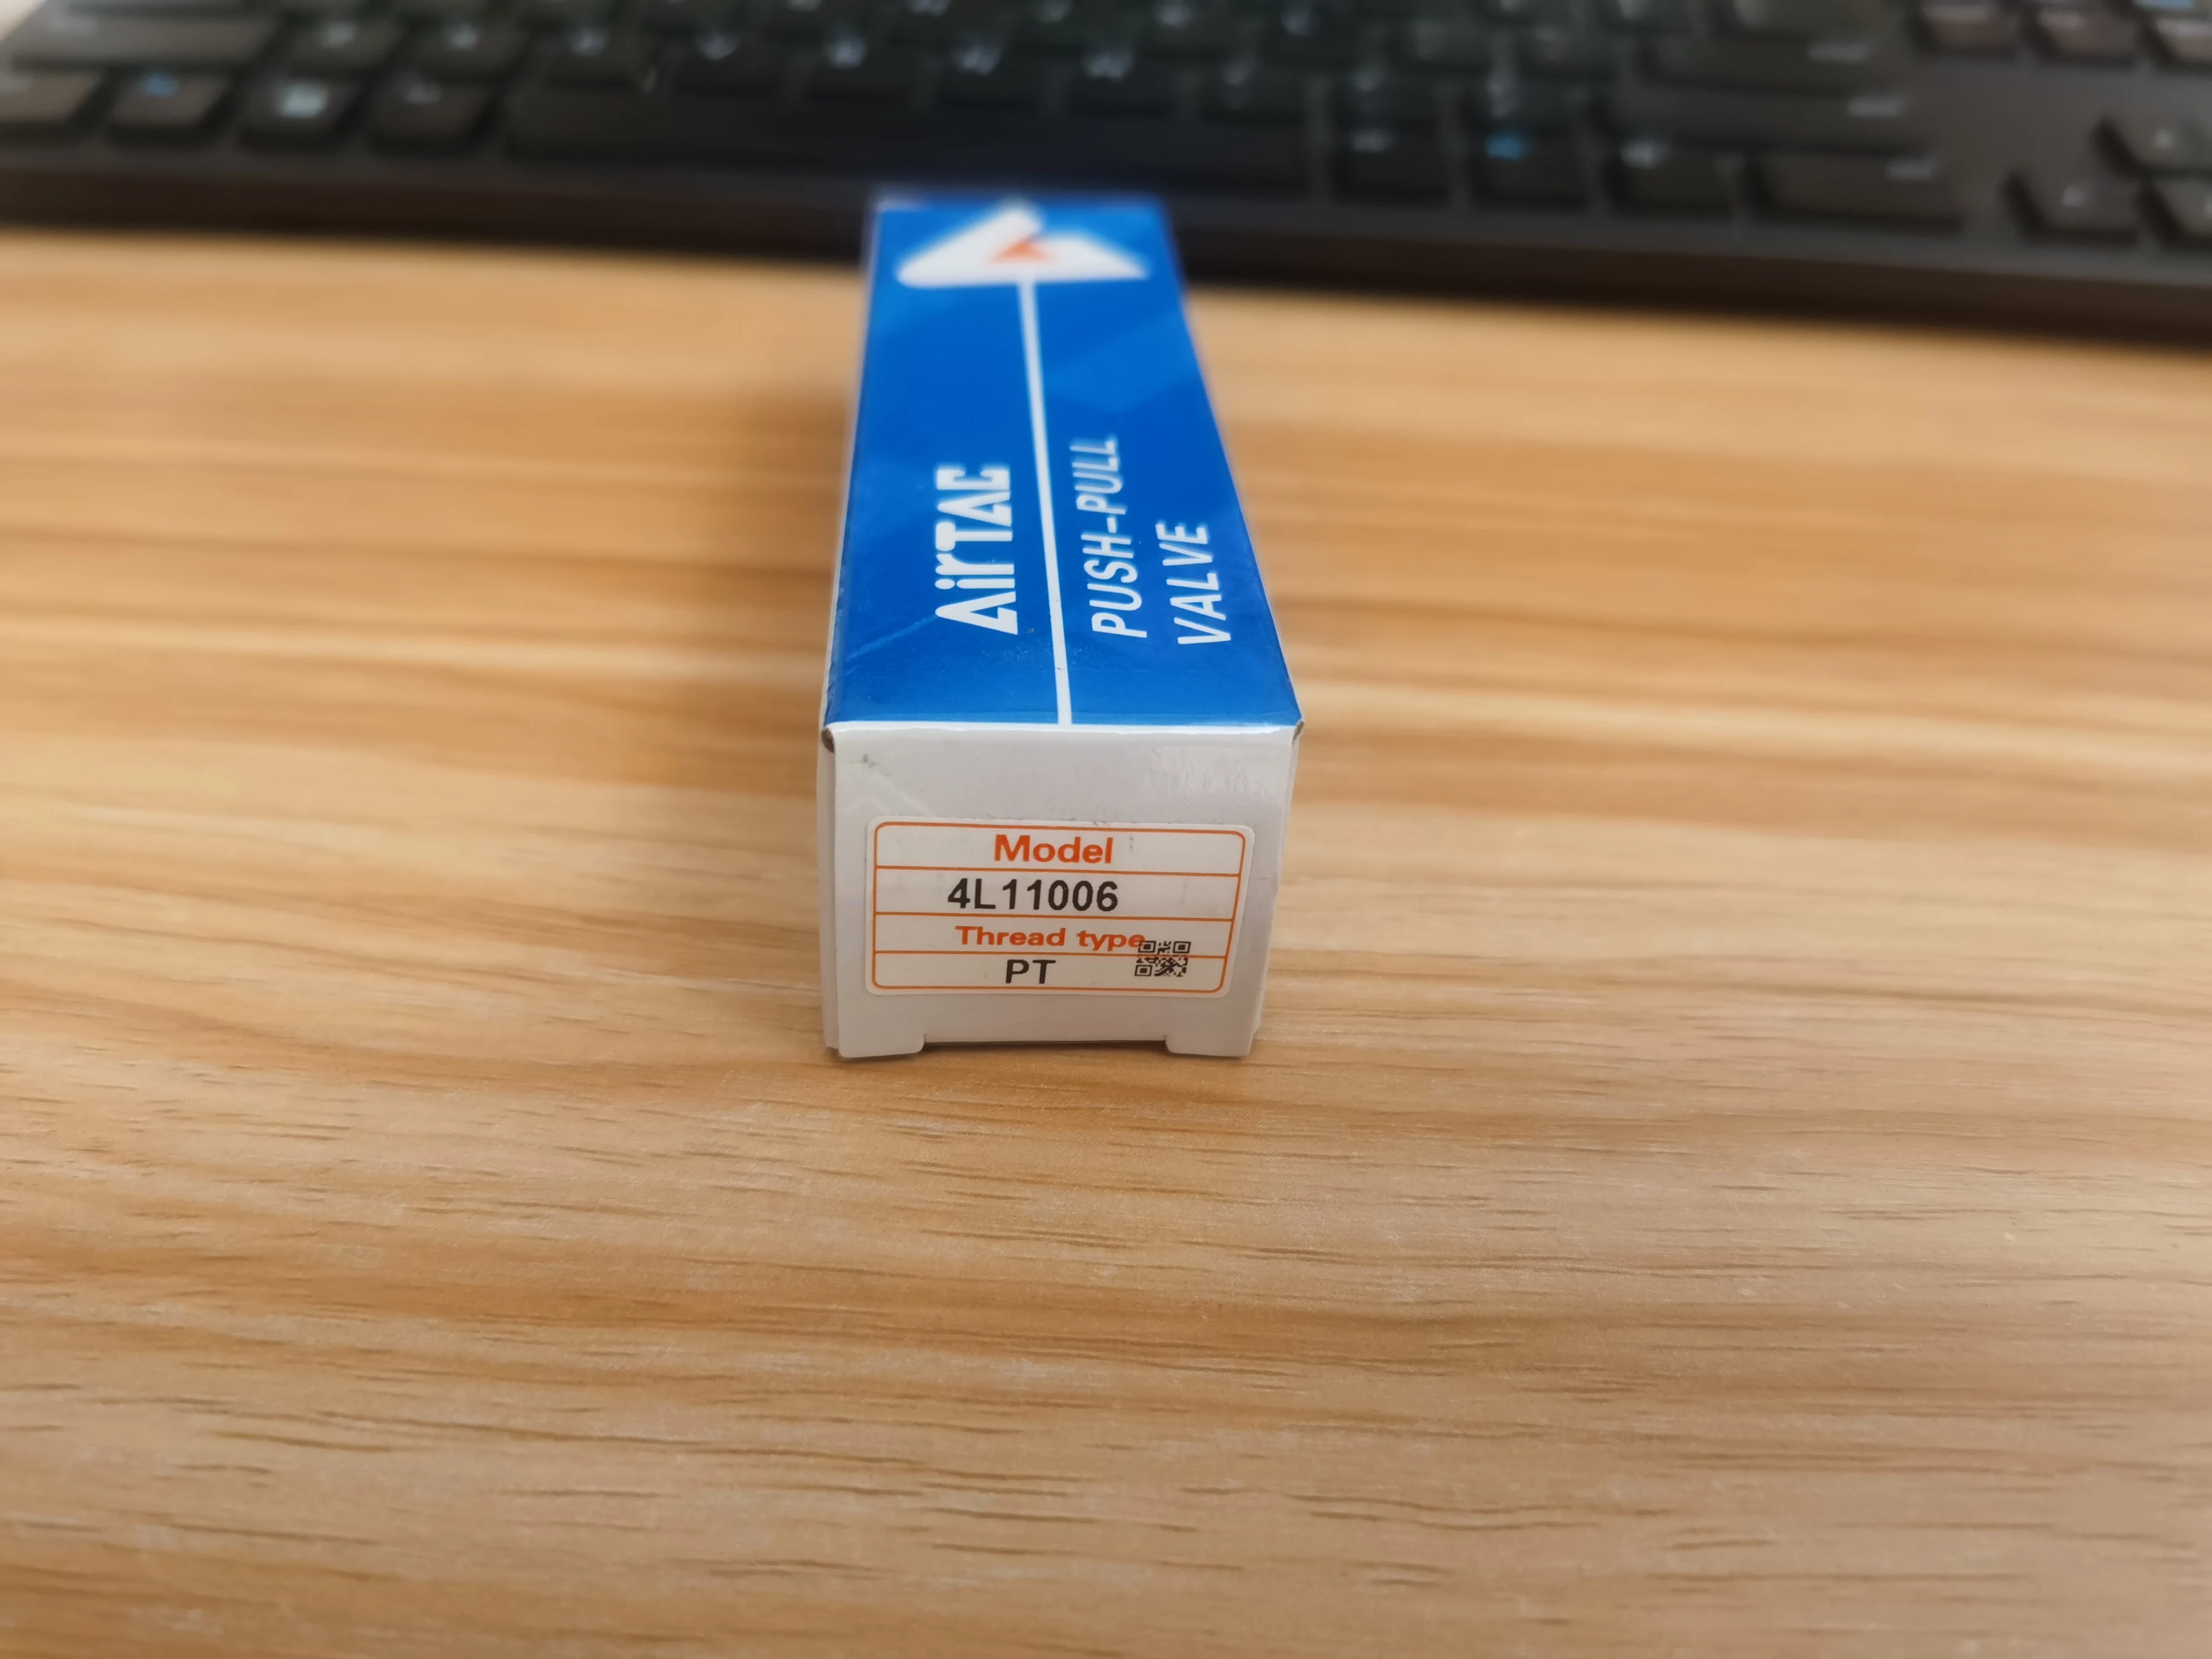 AirTAC
PUSH-PULL
VALVE
Model
4L11006
Thread type
PT